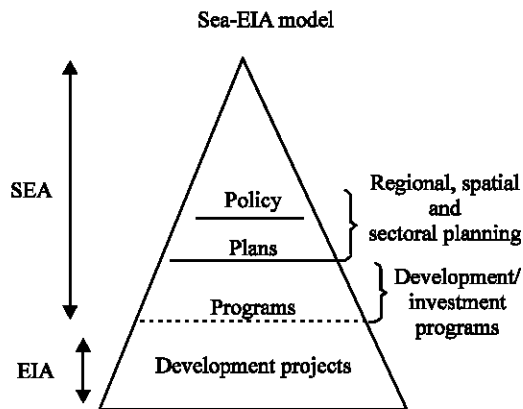 Sea-EIA model
SEA
Policy
Plans
Programs
Regional, spatial
and
sectoral planning
Development/
investment
programs
EIA
Development projects